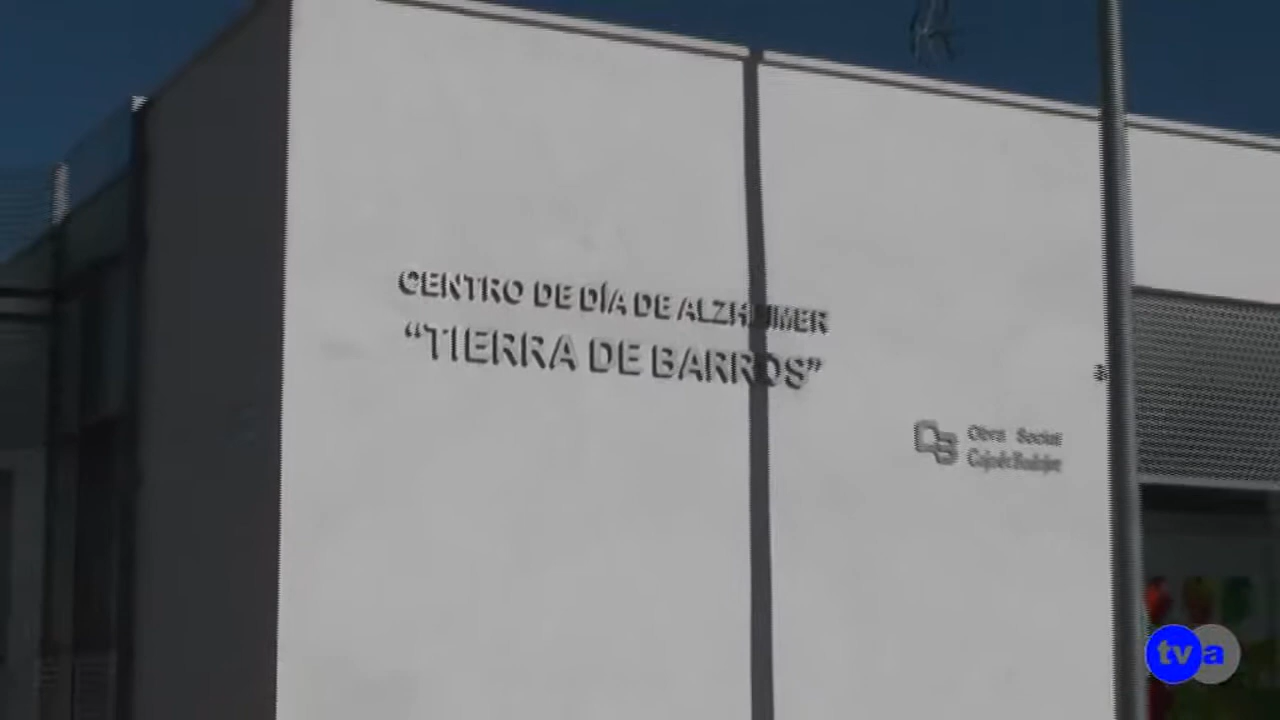 CENTRO DE DÍA DE ALZHEIMER
“TIERRA DE BARROS”
Obra Social
Caja de Badajoz
tva